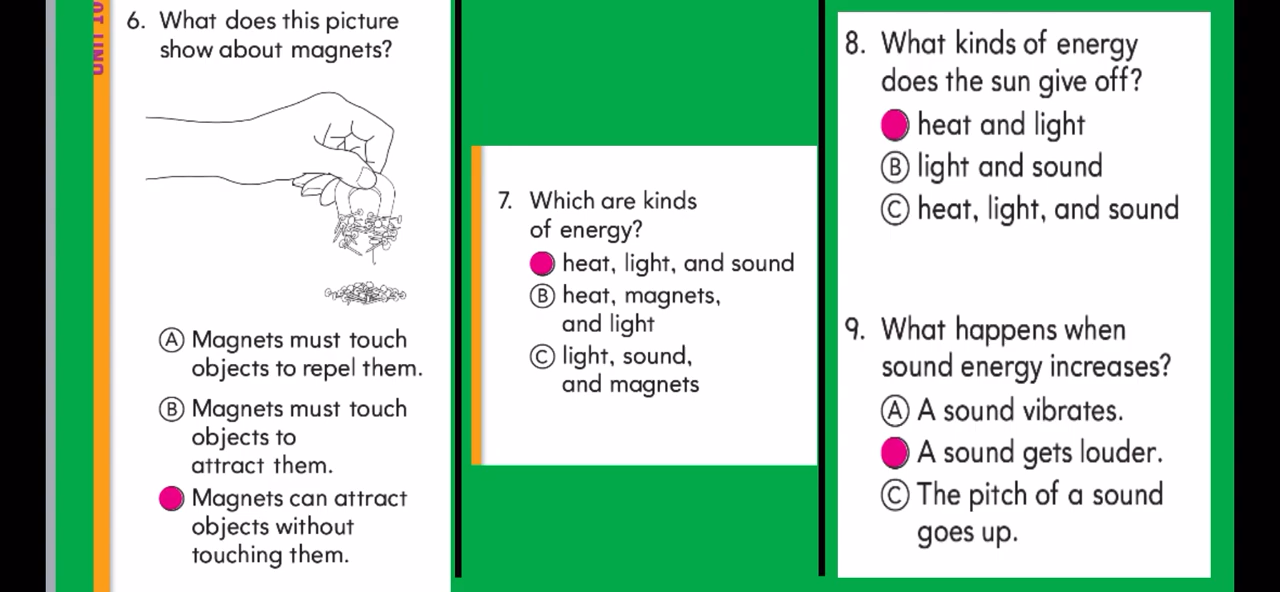 UNIT
6. What does this picture
show about magnets?
Ⓐ Magnets must touch
objects to repel them.
Ⓑ Magnets must touch
objects to
attract them.
Magnets can attract
objects without
touching them.
7. Which are kinds
of energy?
heat, light, and sound
Ⓑ heat, magnets,
and light
Ⓒ light, sound,
and magnets
8. What kinds of energy
does the sun give off?
heat and light
Ⓑ light and sound
Ⓒ heat, light, and sound
9. What happens when
sound energy increases?
Ⓐ A sound vibrates.
A sound gets louder.
Ⓒ The pitch of a sound
goes up.